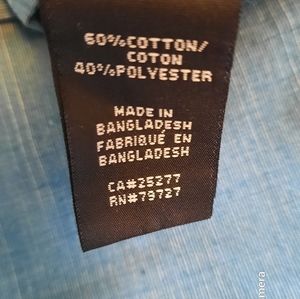 60%COTTON/
COTON
40%POLYESTER
MADE IN
BANGLADESH
FABRIQUÉ EN
BANGLADESH
CA#25277
RN#79727